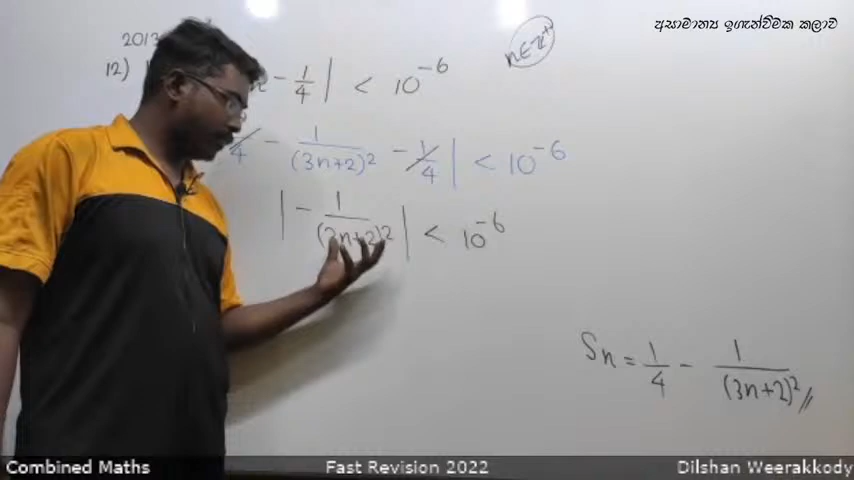 අසාමාන්‍ය ඉගැන්වීමක කලාව
2013
n∈ℤ⁺
12) n - 1/4 | < 10⁻⁶
4 - 1/(3n+2)² - 1/4 | < 10⁻⁶
| - 1/(3n+2)² | < 10⁻⁶
Sn = 1/4 - 1/(3n+2)² //
Combined Maths
Fast Revision 2022
Dilshan Weerakkody